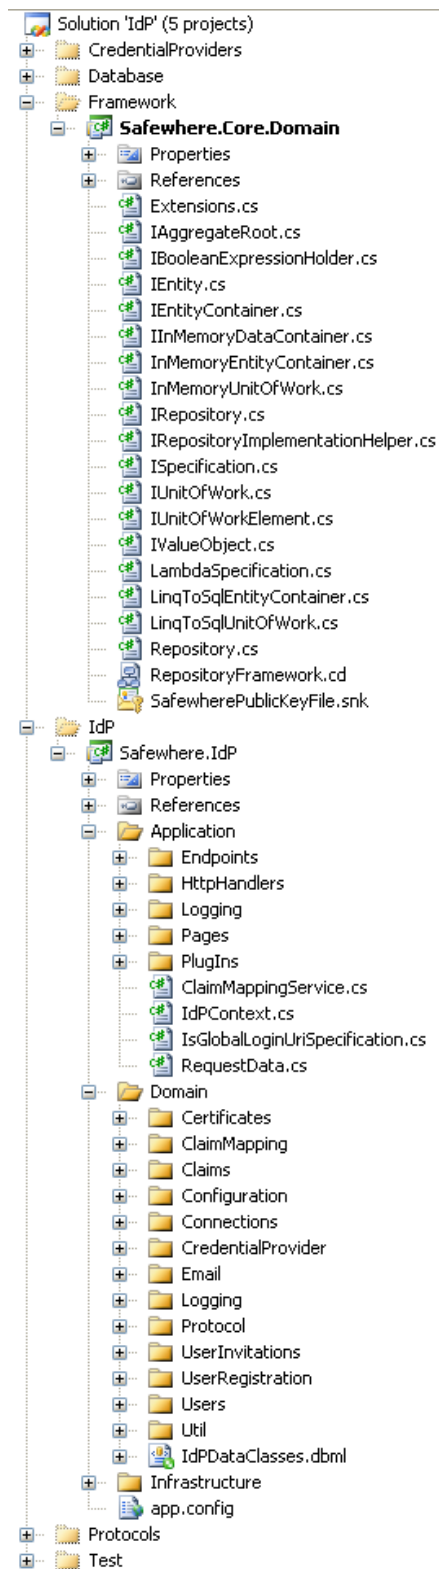 Solution 'IdP' (5 projects)
CredentialProviders
Database
Framework
Safewhere.Core.Domain
Properties
References
Extensions.cs
IAggregateRoot.cs
IBooleanExpressionHolder.cs
IEntity.cs
IEntityContainer.cs
IInMemoryDataContainer.cs
InMemoryEntityContainer.cs
InMemoryUnitOfWork.cs
IRepository.cs
IRepositoryImplementationHelper.cs
ISpecification.cs
IUnitOfWork.cs
IUnitOfWorkElement.cs
IValueObject.cs
LambdaSpecification.cs
LinqToSqlEntityContainer.cs
LinqToSqlUnitOfWork.cs
Repository.cs
RepositoryFramework.cd
SafewherePublicKeyFile.snk
IdP
Safewhere.IdP
Properties
References
Application
Endpoints
HttpHandlers
Logging
Pages
PlugIns
ClaimMappingService.cs
IdPContext.cs
IsGlobalLoginUriSpecification.cs
RequestData.cs
Domain
Certificates
ClaimMapping
Claims
Configuration
Connections
CredentialProvider
Email
Logging
Protocol
UserInvitations
UserRegistration
Users
Util
IdPDataClasses.dbml
Infrastructure
app.config
Protocols
Test